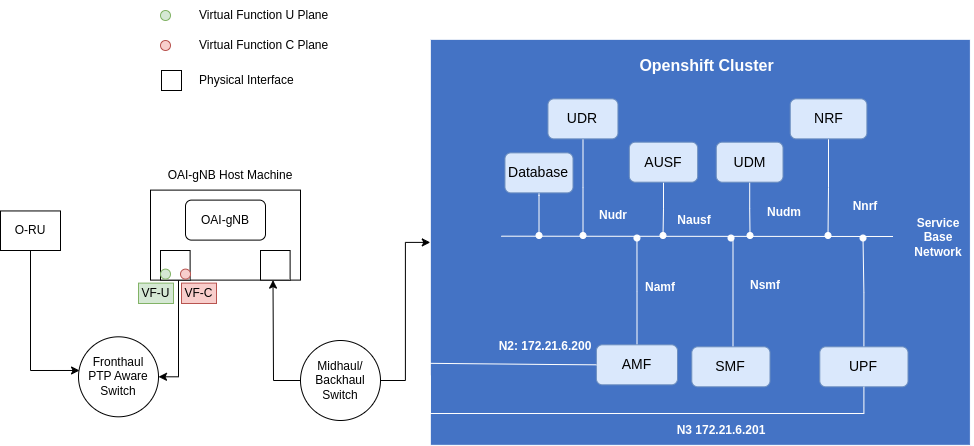 Virtual Function U Plane
Virtual Function C Plane
Physical Interface
Openshift Cluster
UDR
NRF
Database
AUSF
UDM
Nudr
Nausf
Nudm
Nnrf
Service
Base
Network
OAI-gNB Host Machine
OAI-gNB
O-RU
VF-U
VF-C
Namf
Nsmf
Fronthaul
PTP Aware
Switch
Midhaul/
Backhaul
Switch
N2: 172.21.6.200
AMF
SMF
UPF
N3 172.21.6.201